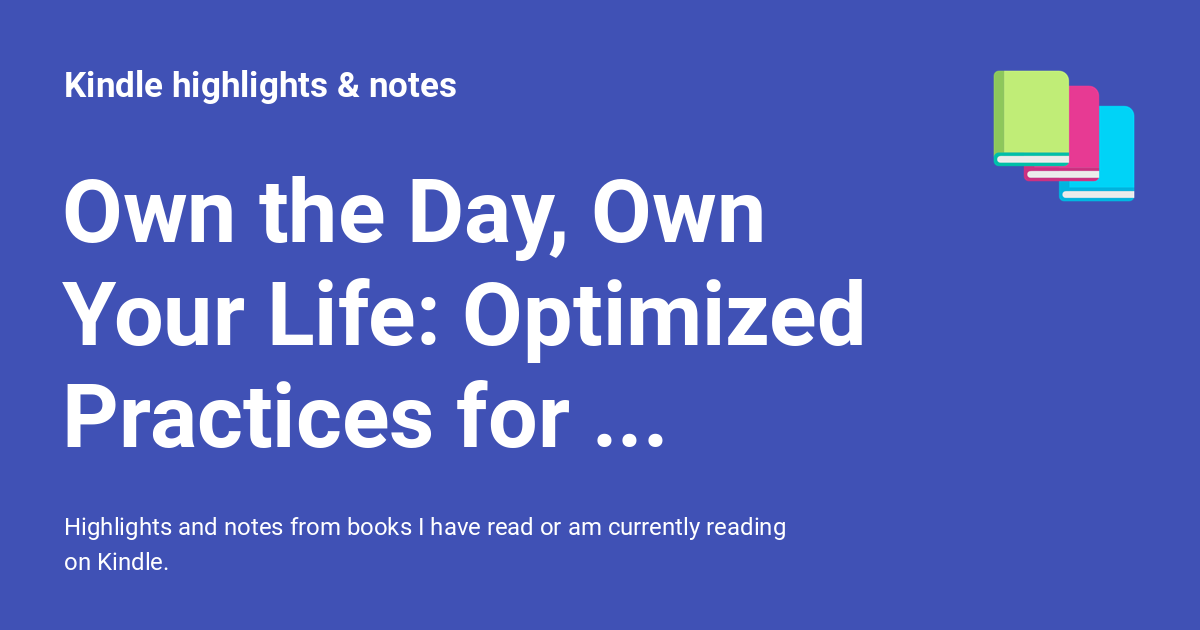 Kindle highlights & notes
Own the Day, Own
Your Life: Optimized
Practices for ...
Highlights and notes from books I have read or am currently reading
on Kindle.